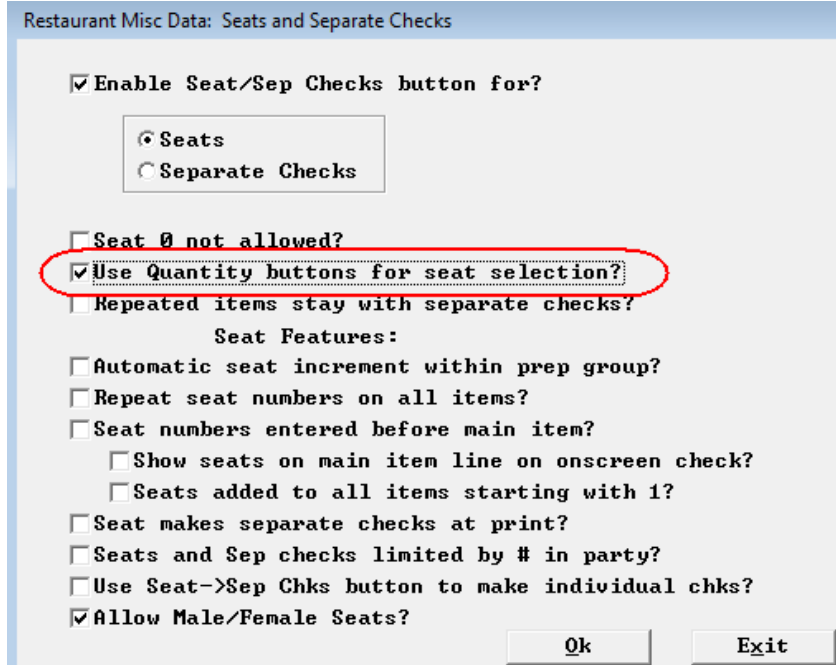 Restaurant Misc Data: Seats and Separate Checks
Enable Seat/Sep Checks button for?
Seats
Separate Checks
Seat 0 not allowed?
Use Quantity buttons for seat selection?
Repeated items stay with separate checks?
Seat Features:
Automatic seat increment within prep group?
Repeat seat numbers on all items?
Seat numbers entered before main item?
Show seats on main item line on onscreen check?
Seats added to all items starting with 1?
Seat makes separate checks at print?
Seats and Sep checks limited by # in party?
Use Seat->Sep Chks button to make individual chks?
Allow Male/Female Seats?
Ok Exit